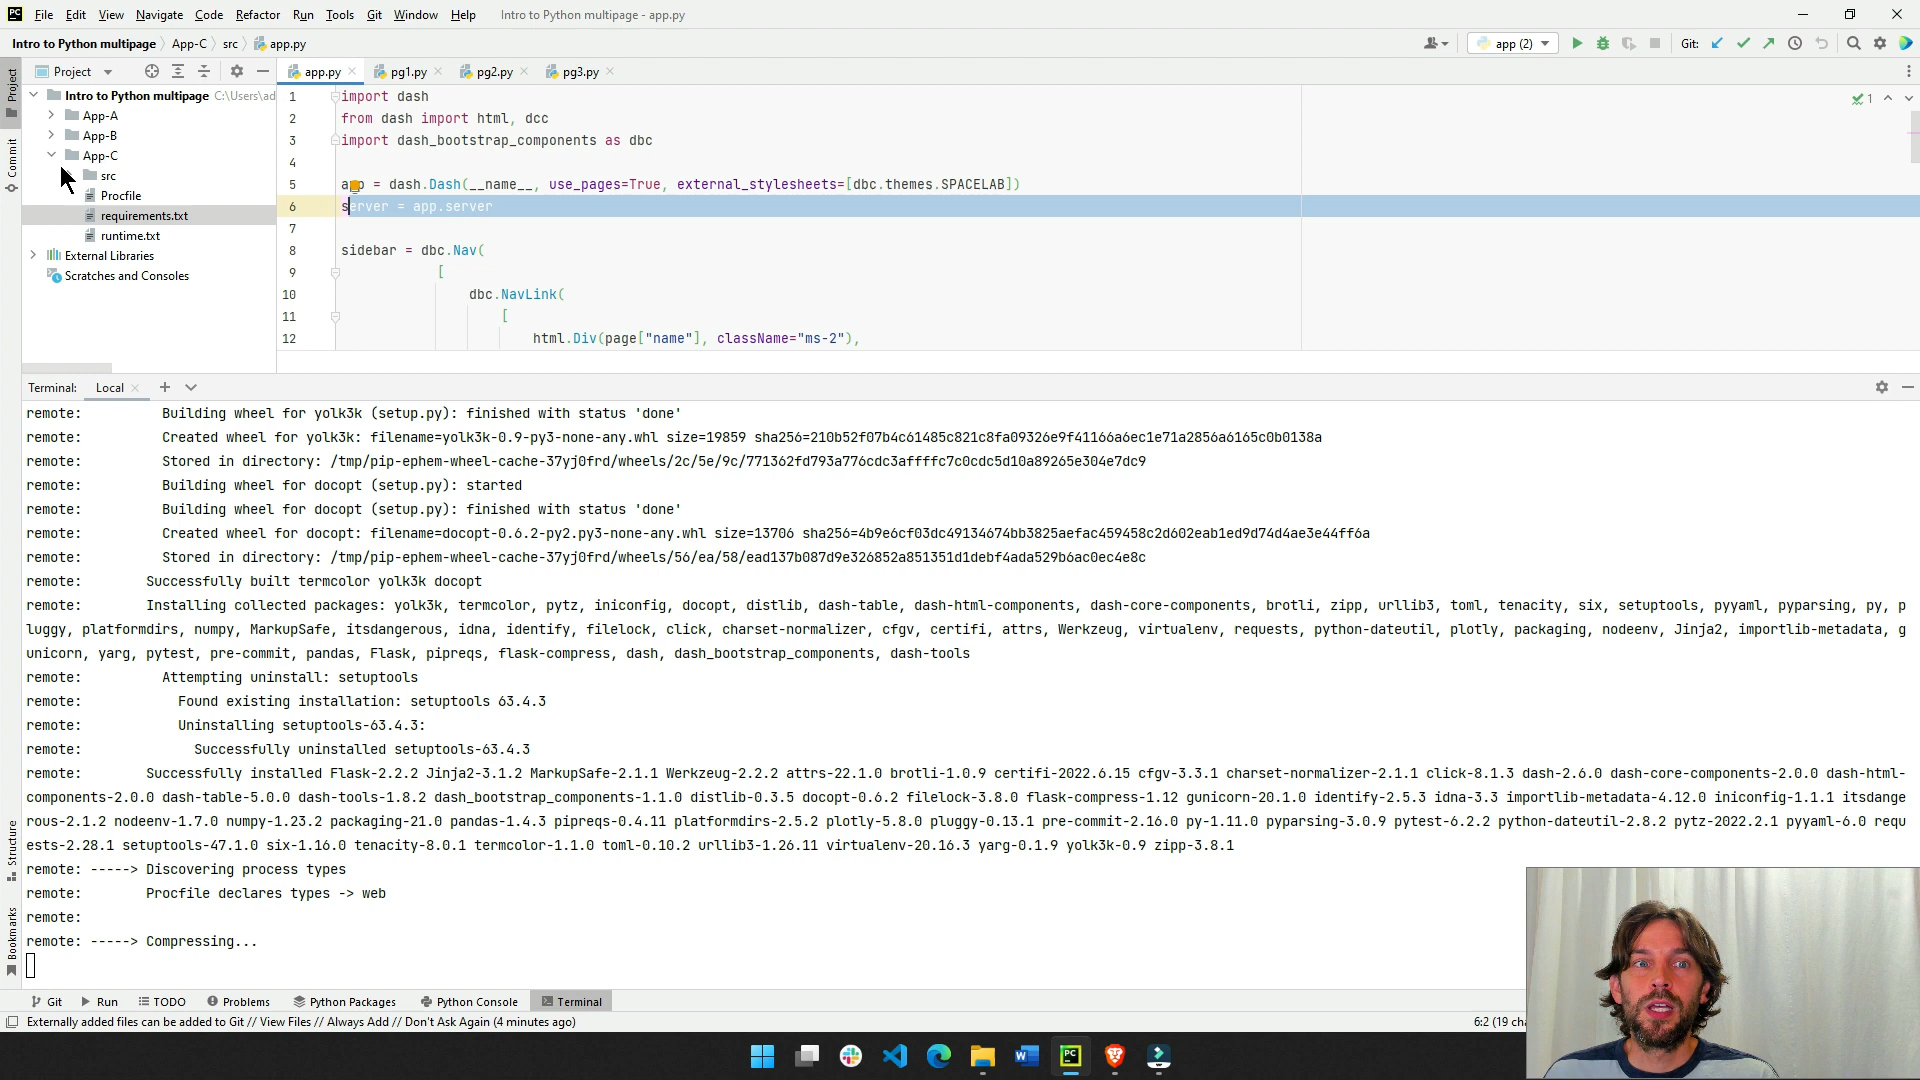 PC File Edit View Navigate Code Refactor Run Tools Git Window Help Intro to Python multipage - app.py
Intro to Python multipage App-C src app.py app (2) Git:
Project app.py pg1.py pg2.py pg3.py
Project
Commit
Intro to Python multipage C:\Users\ad
App-A
App-B
App-C
src
Procfile
requirements.txt
runtime.txt
External Libraries
Scratches and Consoles
1 import dash
2 from dash import html, dcc
3 import dash_bootstrap_components as dbc
4
5 app = dash.Dash(__name__, use_pages=True, external_stylesheets=[dbc.themes.SPACELAB])
6 server = app.server
7
8 sidebar = dbc.Nav(
9 [
10 dbc.NavLink(
11 [
12 html.Div(page["name"], className="ms-2"),
1
Terminal: Local
remote: Building wheel for yolk3k (setup.py): finished with status 'done'
remote: Created wheel for yolk3k: filename=yolk3k-0.9-py3-none-any.whl size=19859 sha256=210b52f07b4c61485c821c8fa09326e9f41166a6ec1e71a2856a6165c0b0138a
remote: Stored in directory: /tmp/pip-ephem-wheel-cache-37yj0frd/wheels/2c/5e/9c/771362fd793a776cdc3affffc7c0cdc5d10a89265e304e7dc9
remote: Building wheel for docopt (setup.py): started
remote: Building wheel for docopt (setup.py): finished with status 'done'
remote: Created wheel for docopt: filename=docopt-0.6.2-py2.py3-none-any.whl size=13706 sha256=4b9e6cf03dc49134674bb3825aefac459458c2d602eab1ed9d74d4ae3e44ff6a
remote: Stored in directory: /tmp/pip-ephem-wheel-cache-37yj0frd/wheels/56/ea/58/ead137b087d9e326852a851351d1debf4ada529b6ac0ec4e8c
remote: Successfully built termcolor yolk3k docopt
remote: Installing collected packages: yolk3k, termcolor, pytz, iniconfig, docopt, distlib, dash-table, dash-html-components, dash-core-components, brotli, zipp, urllib3, toml, tenacity, six, setuptools, pyyaml, pyparsing, py, p
luggy, platformdirs, numpy, MarkupSafe, itsdangerous, idna, identify, filelock, click, charset-normalizer, cfgv, certifi, attrs, Werkzeug, virtualenv, requests, python-dateutil, plotly, packaging, nodeenv, Jinja2, importlib-metadata, g
unicorn, yarg, pytest, pre-commit, pandas, Flask, pipreqs, flask-compress, dash, dash_bootstrap_components, dash-tools
remote: Attempting uninstall: setuptools
remote: Found existing installation: setuptools 63.4.3
remote: Uninstalling setuptools-63.4.3:
remote: Successfully uninstalled setuptools-63.4.3
remote: Successfully installed Flask-2.2.2 Jinja2-3.1.2 MarkupSafe-2.1.1 Werkzeug-2.2.2 attrs-22.1.0 brotli-1.0.9 certifi-2022.6.15 cfgv-3.3.1 charset-normalizer-2.1.1 click-8.1.3 dash-2.6.0 dash-core-components-2.0.0 dash-html-
components-2.0.0 dash-table-5.0.0 dash-tools-1.8.2 dash_bootstrap_components-1.1.0 distlib-0.3.5 docopt-0.6.2 filelock-3.8.0 flask-compress-1.12 gunicorn-20.1.0 identify-2.5.3 idna-3.3 importlib-metadata-4.12.0 iniconfig-1.1.1 itsdange
rous-2.1.2 nodeenv-1.7.0 numpy-1.23.2 packaging-21.0 pandas-1.4.3 pipreqs-0.4.11 platformdirs-2.5.2 plotly-5.8.0 pluggy-0.13.1 pre-commit-2.16.0 py-1.11.0 pyparsing-3.0.9 pytest-6.2.2 python-dateutil-2.8.2 pytz-2022.2.1 pyyaml-6.0 requ
ests-2.28.1 setuptools-47.1.0 six-1.16.0 tenacity-8.0.1 termcolor-1.1.0 toml-0.10.2 urllib3-1.26.11 virtualenv-20.16.3 yarg-0.1.9 yolk3k-0.9 zipp-3.8.1
remote: -----> Discovering process types
remote: Procfile declares types -> web
remote:
remote: -----> Compressing...
Structure
Bookmarks
Git Run TODO Problems Python Packages Python Console Terminal
Externally added files can be added to Git // View Files // Always Add // Don't Ask Again (4 minutes ago) 6:2 (19 cha
PC